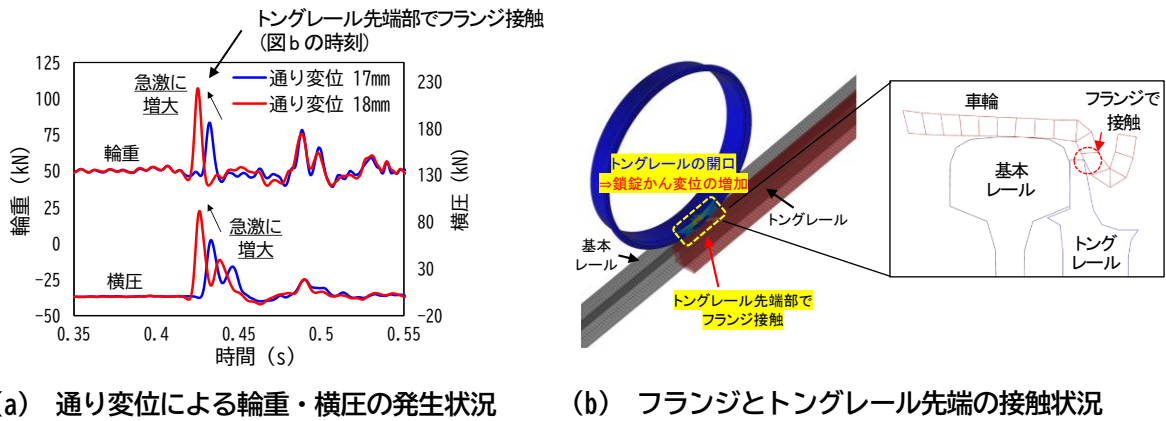 トングレール先端部でフランジ接触
(図bの時刻)
125
100
75
50
25
0
−25
−50
輪重 (kN)
急激に
増大
通り変位 17mm
通り変位 18mm
輪重
急激に
増大
横圧
230
180
130
80
30
−20
横圧 (kN)
0.35
0.4
0.45
0.5
0.55
時間 (s)
(a) 通り変位による輪重・横圧の発生状況
トングレールの開口
⇒鎖錠かん変位の増加
トングレール
基本
レール
トングレール先端部で
フランジ接触
車輪
フランジで
接触
基本
レール
トング
レール
(b) フランジとトングレール先端の接触状況